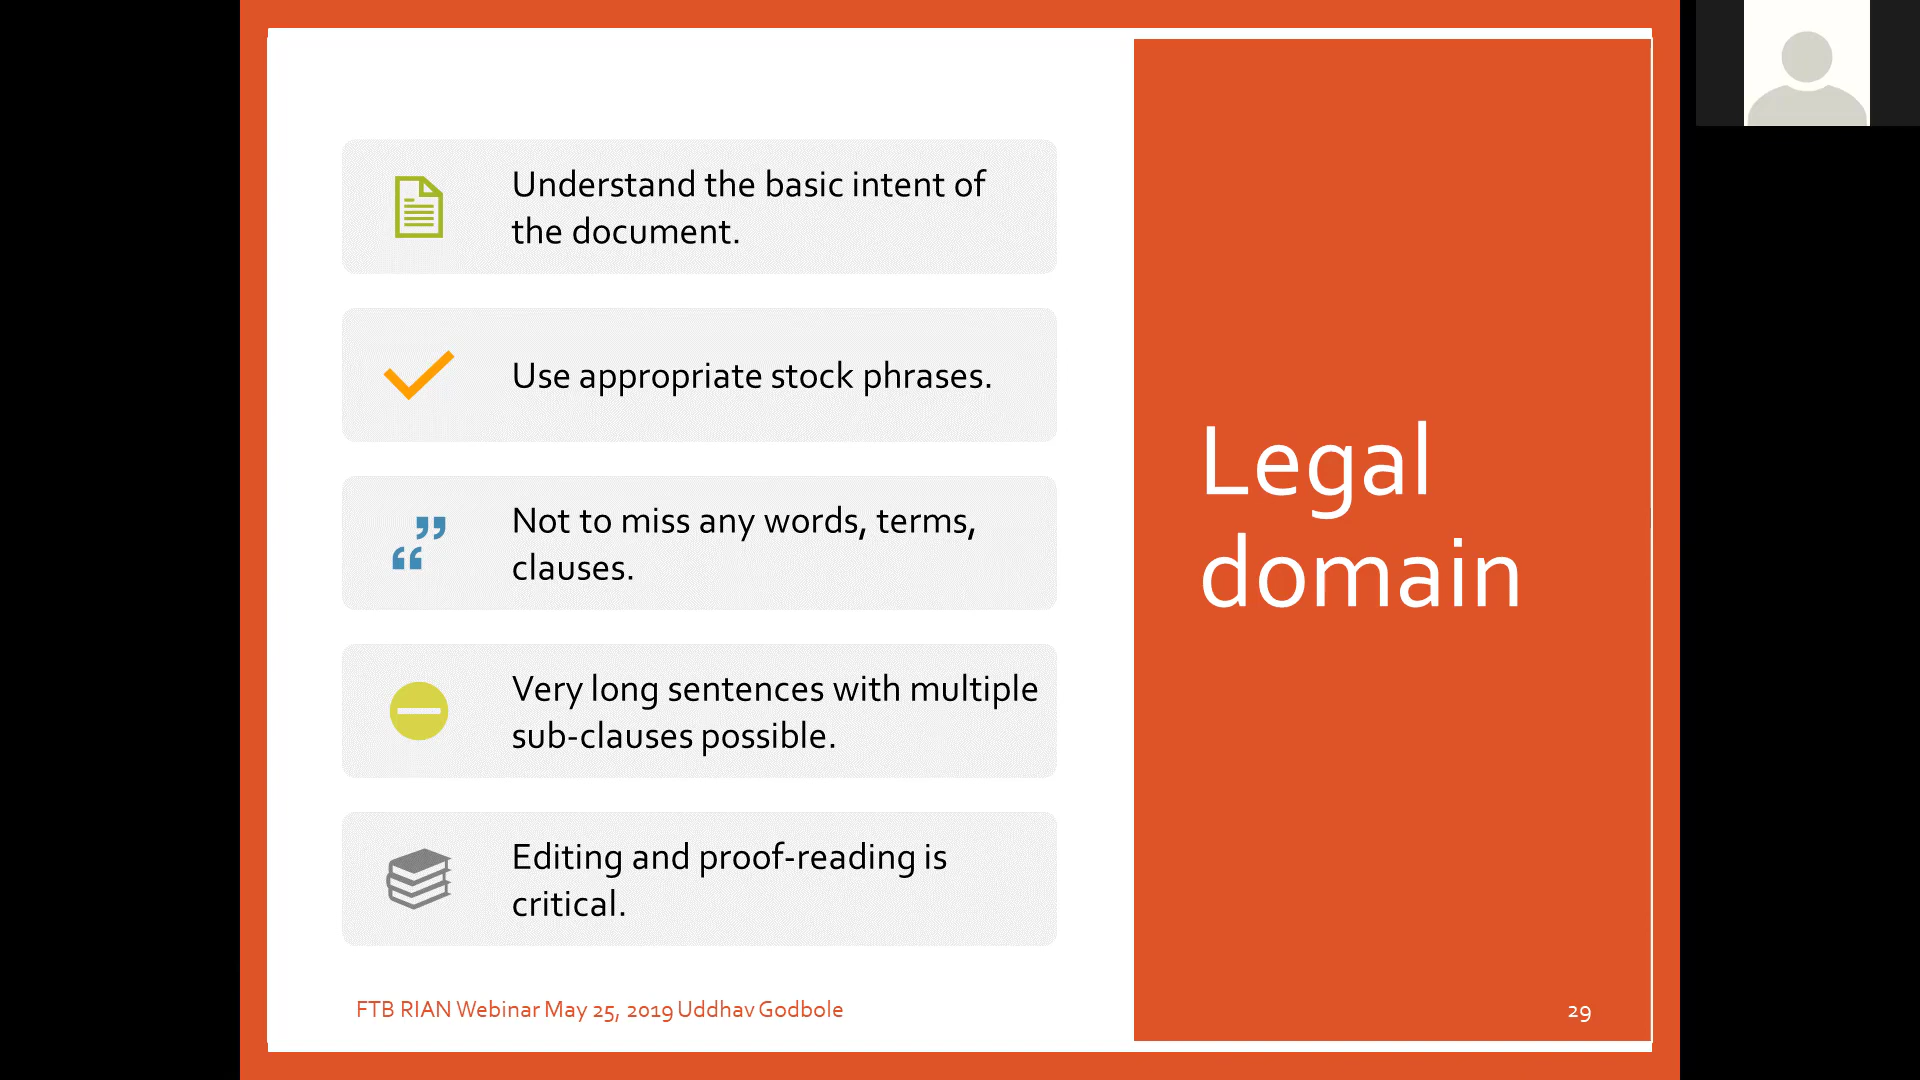 Understand the basic intent of
the document.
Use appropriate stock phrases.
Not to miss any words, terms,
clauses.
Very long sentences with multiple
sub-clauses possible.
Editing and proof-reading is
critical.
Legal
domain
FTB RIAN Webinar May 25, 2019 Uddhav Godbole
29